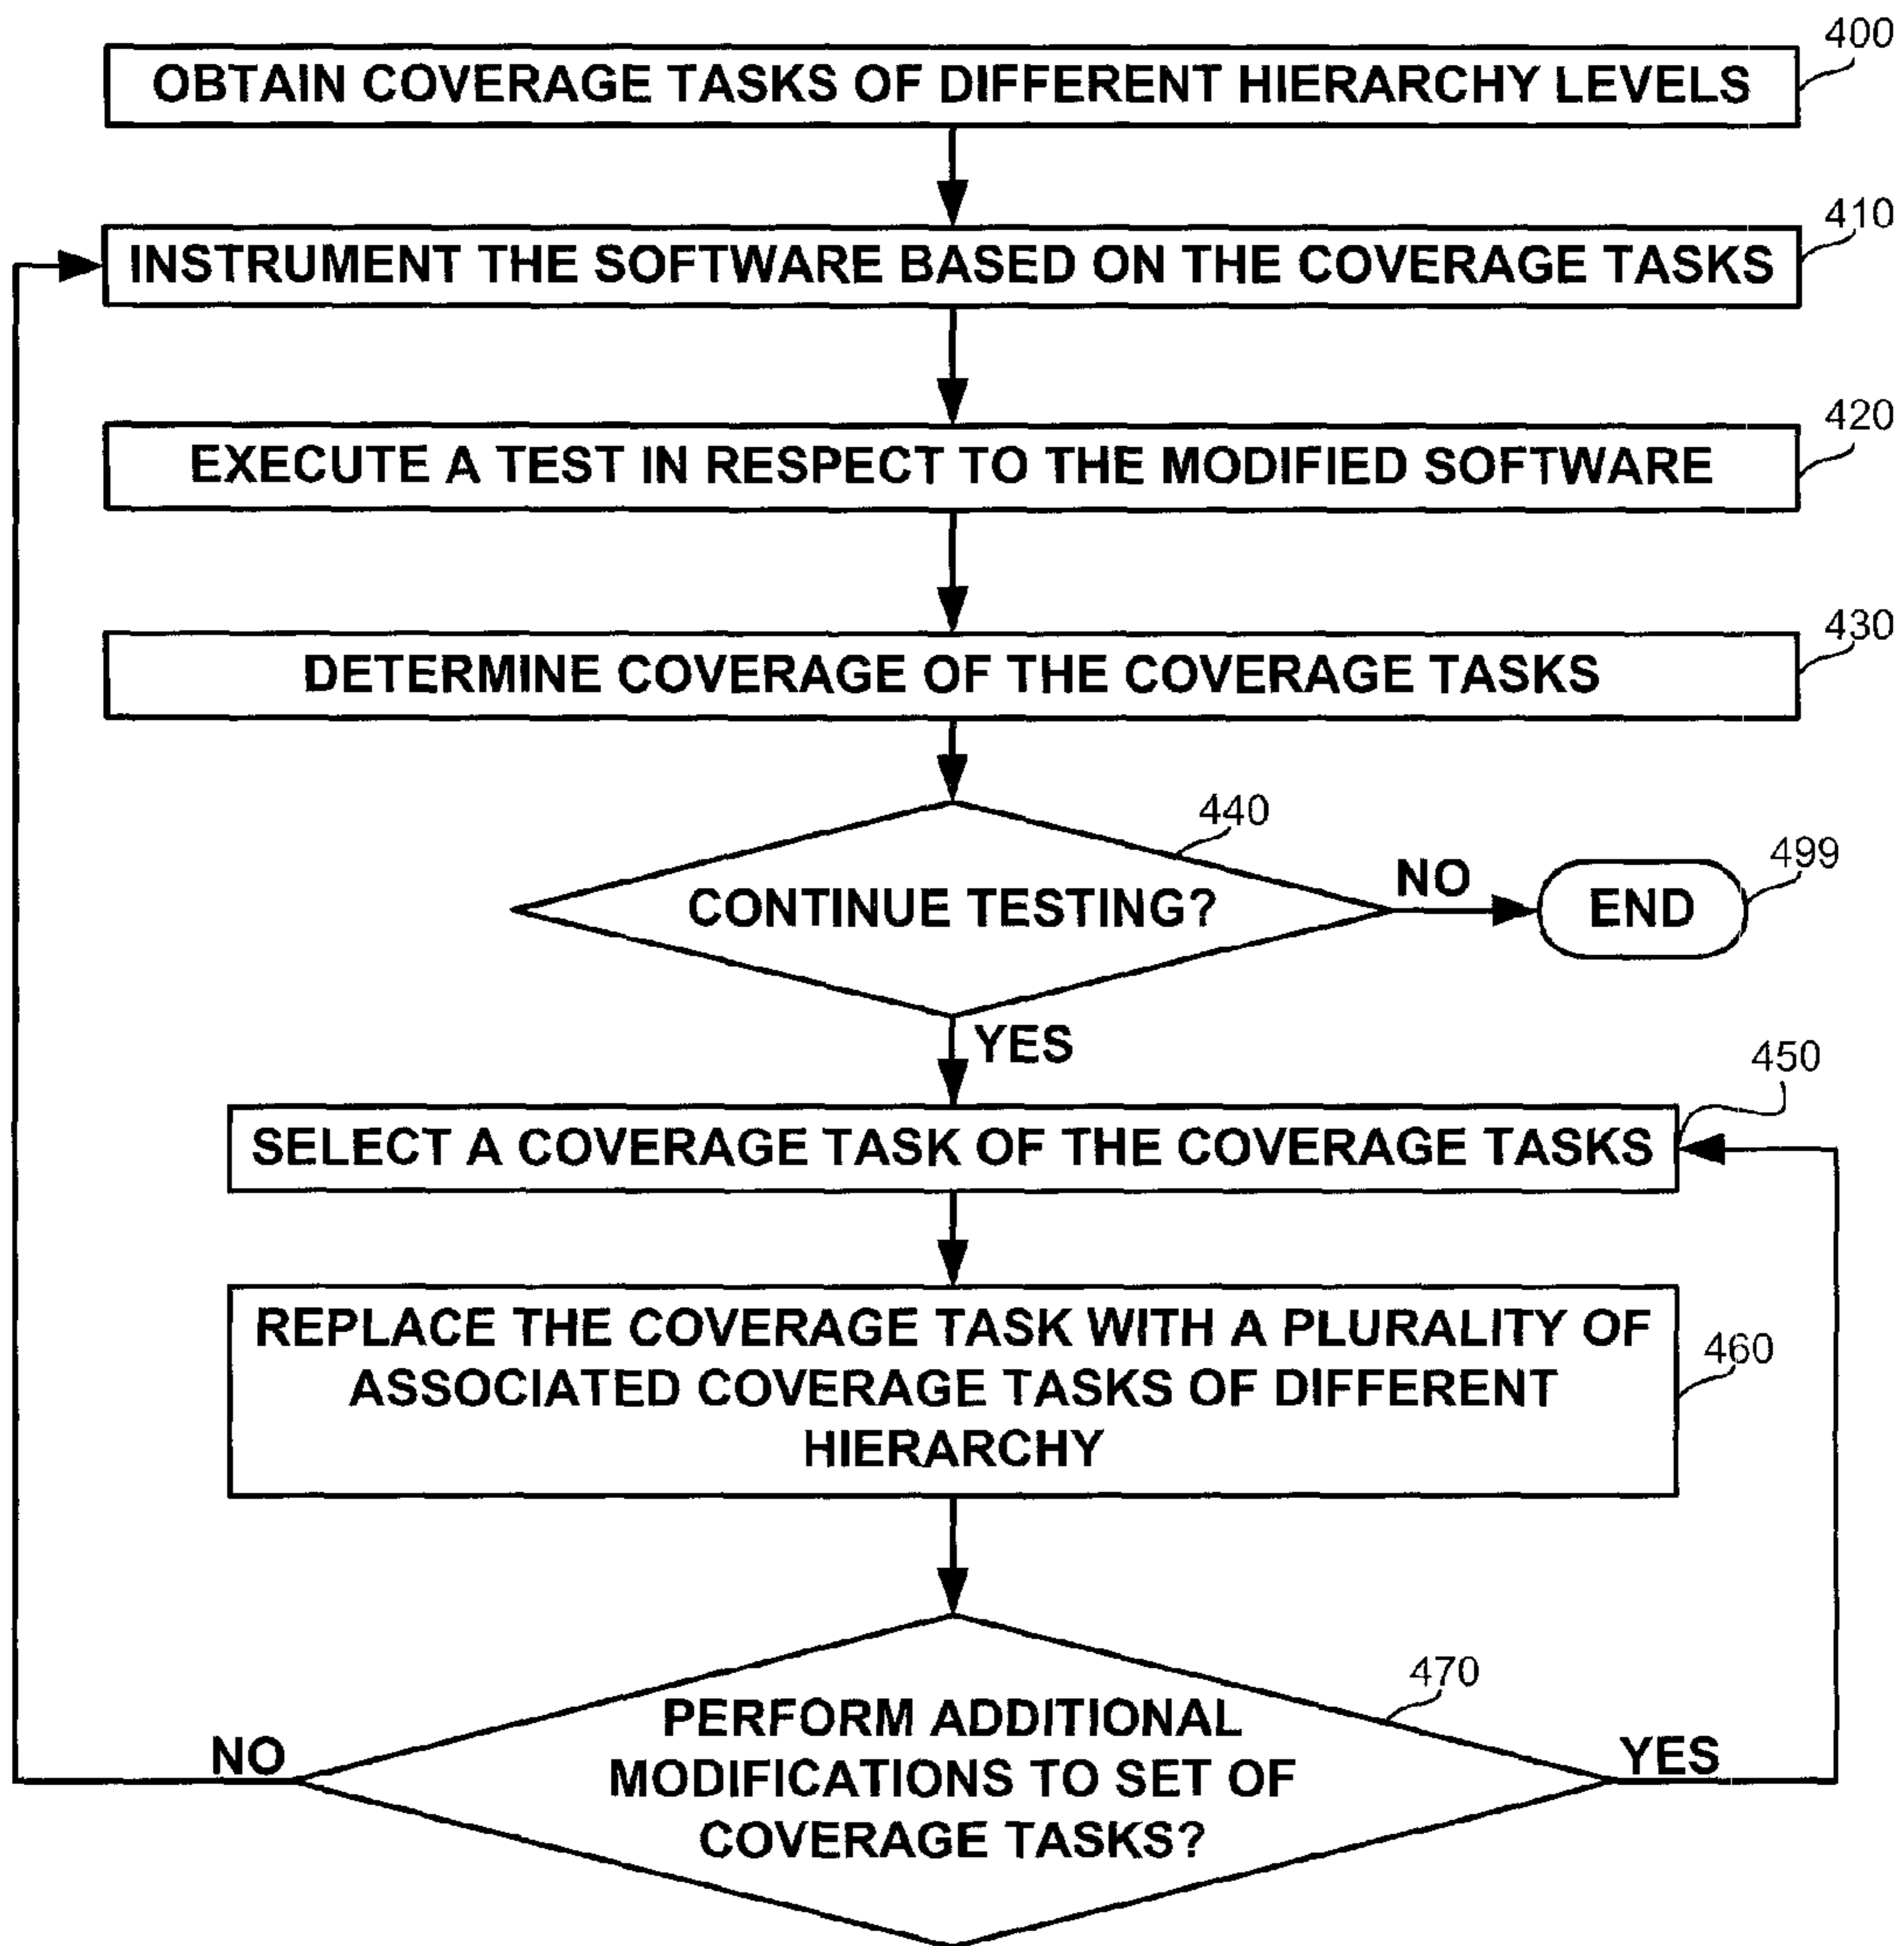 400
OBTAIN COVERAGE TASKS OF DIFFERENT HIERARCHY LEVELS
410
INSTRUMENT THE SOFTWARE BASED ON THE COVERAGE TASKS
420
EXECUTE A TEST IN RESPECT TO THE MODIFIED SOFTWARE
430
DETERMINE COVERAGE OF THE COVERAGE TASKS
440
CONTINUE TESTING?
NO
499
END
YES
450
SELECT A COVERAGE TASK OF THE COVERAGE TASKS
460
REPLACE THE COVERAGE TASK WITH A PLURALITY OF
ASSOCIATED COVERAGE TASKS OF DIFFERENT
HIERARCHY
470
PERFORM ADDITIONAL
MODIFICATIONS TO SET OF
COVERAGE TASKS?
NO
YES